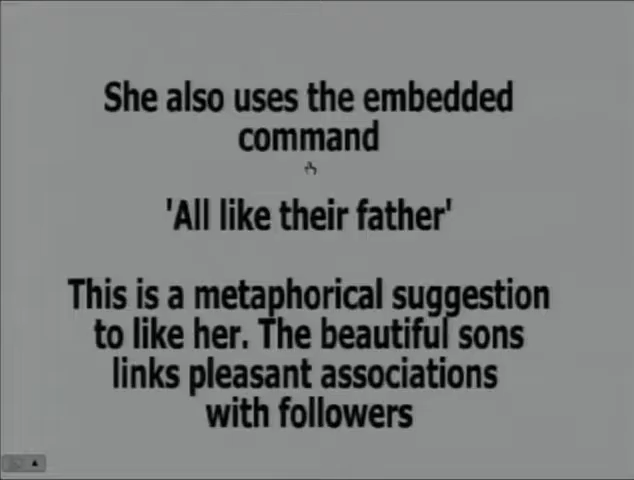 She also uses the embedded
command
'All like their father'
This is a metaphorical suggestion
to like her. The beautiful sons
links pleasant associations
with followers